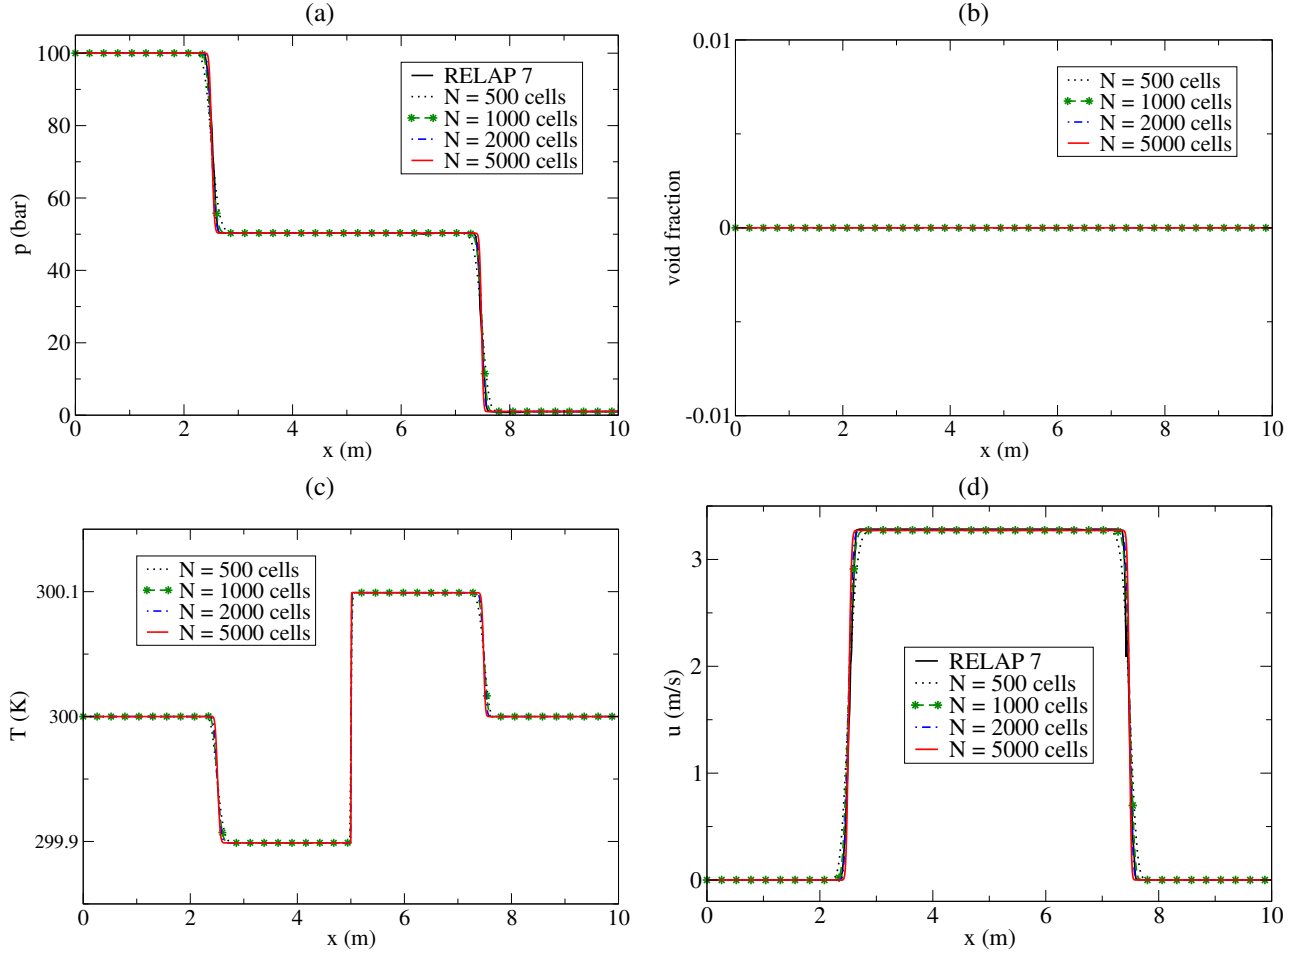 (a)
100
80
60
40
20
0
p (bar)
0 2 4 6 8 10
x (m)
RELAP 7
N = 500 cells
N = 1000 cells
N = 2000 cells
N = 5000 cells
(b)
0.01
0
-0.01
void fraction
0 2 4 6 8 10
x (m)
N = 500 cells
N = 1000 cells
N = 2000 cells
N = 5000 cells
(c)
300.1
300
299.9
T (K)
0 2 4 6 8 10
x (m)
N = 500 cells
N = 1000 cells
N = 2000 cells
N = 5000 cells
(d)
3
2
1
0
u (m/s)
0 2 4 6 8 10
x (m)
RELAP 7
N = 500 cells
N = 1000 cells
N = 2000 cells
N = 5000 cells